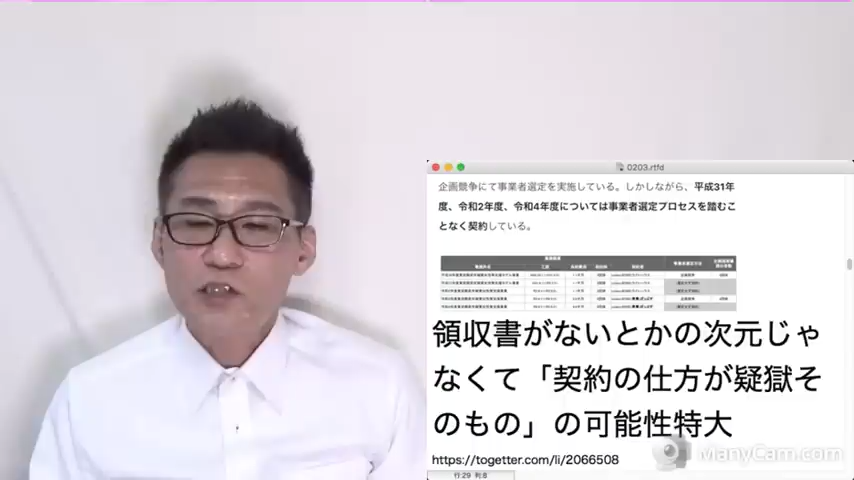 0203.rtfd
企画競争にて事業者選定を実施している。しかしながら、平成31年
度、令和2年度、令和4年度については事業者選定プロセスを踏むこ
となく契約している。
領収書がないとかの次元じゃ
なくて「契約の仕方が疑獄そ
のもの」の可能性特大
https://togetter.com/li/2066508
ManyCam.com
行:29 列:8